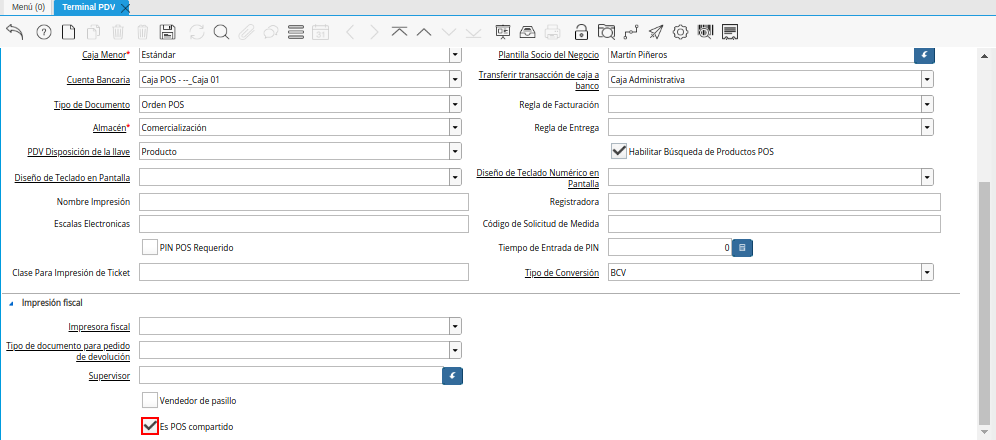 Menú (0)
Terminal PDV
Caja Menor*
Estándar
Plantilla Socio del Negocio
Martín Piñeros
Cuenta Bancaria
Caja POS - --_Caja 01
Transferir transacción de caja a
banco
Caja Administrativa
Tipo de Documento
Orden POS
Regla de Facturación
Almacén*
Comercialización
Regla de Entrega
PDV Disposición de la llave
Producto
Habilitar Búsqueda de Productos POS
Diseño de Teclado en Pantalla
Diseño de Teclado Numérico en
Pantalla
Nombre Impresión
Registradora
Escalas Electronicas
Código de Solicitud de Medida
PIN POS Requerido
Tiempo de Entrada de PIN
0
Clase Para Impresión de Ticket
Tipo de Conversión
BCV
Impresión fiscal
Impresora fiscal
Tipo de documento para pedido
de devolución
Supervisor
Vendedor de pasillo
Es POS compartido